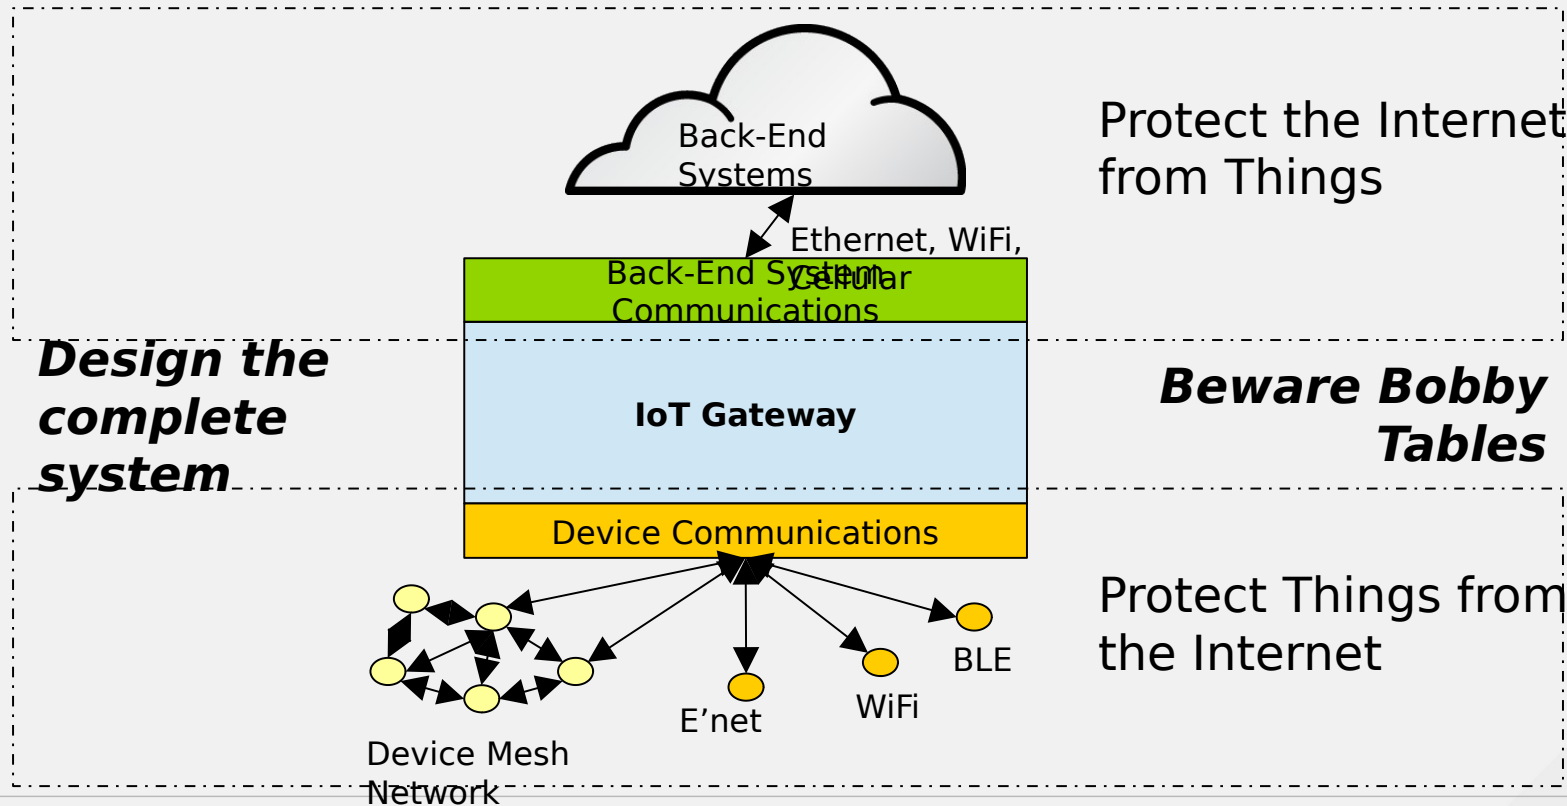 Back-End
Systems
Protect the Internet
from Things
Ethernet, WiFi,
Cellular
Back-End System
Communications
Design the
complete
system
IoT Gateway
Beware Bobby
Tables
Device Communications
Protect Things from
the Internet
BLE
WiFi
E’net
Device Mesh
Network